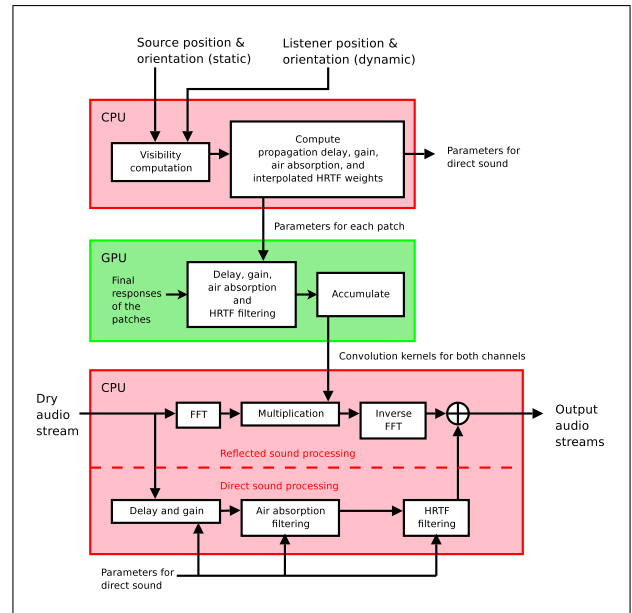 Source position &
orientation (static)
Listener position &
orientation (dynamic)
CPU
Visibility
computation
Compute
propagation delay, gain,
air absorption, and
interpolated HRTF weights
Parameters for
direct sound
Parameters for each patch
GPU
Final
responses
of the
patches
Delay, gain,
air absorption
and
HRTF filtering
Accumulate
Convolution kernels for both channels
CPU
Dry
audio
stream
FFT
Multiplication
Inverse
FFT
Output
audio
streams
Reflected sound processing
Direct sound processing
Delay and gain
Air absorption
filtering
HRTF
filtering
Parameters for
direct sound